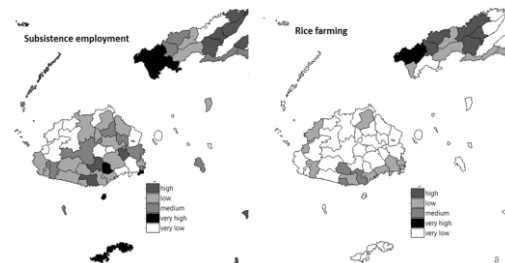 Subsistence employment
high
low
medium
very high
very low
Rice farming
high
low
medium
very high
very low